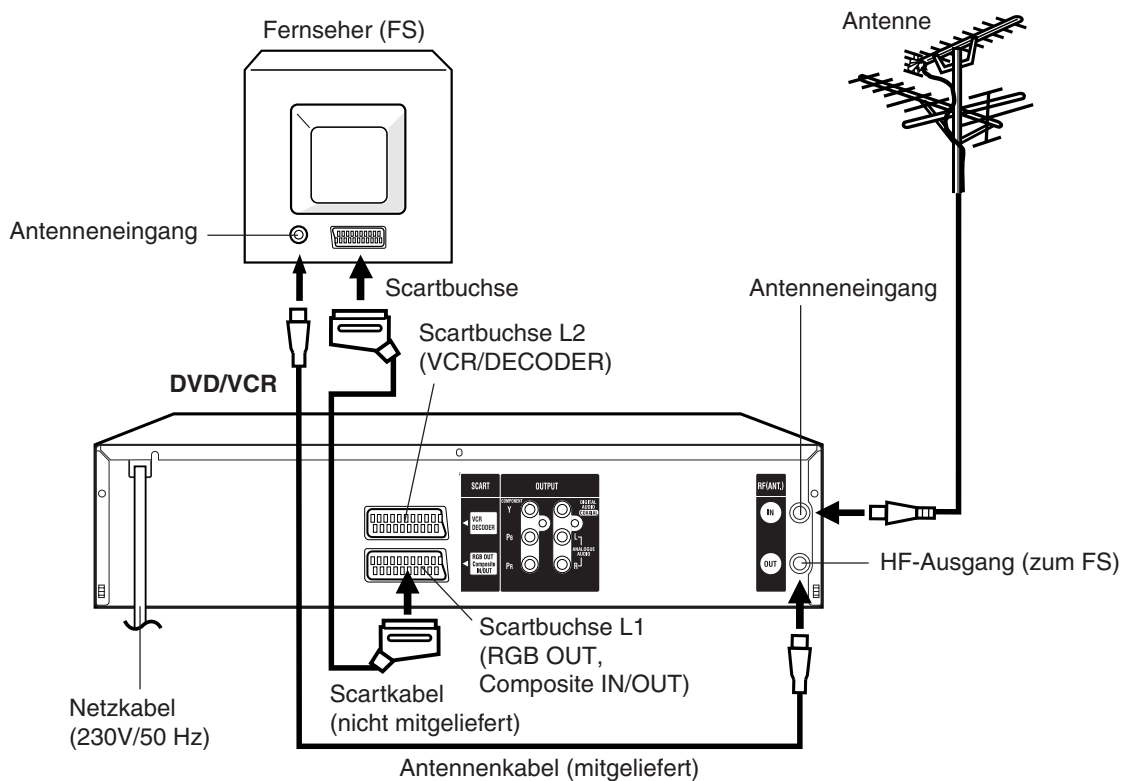 Fernseher (FS)
Antenne
Antenneneingang
Scartbuchse
Antenneneingang
Scartbuchse L2
(VCR/DECODER)
DVD/VCR
SCART
OUTPUT
RF(ANT.)
COMPONENT
Y
DIGITAL
AUDIO
COAXIAL
VCR
DECODER
IN
PB
L
ANALOGUE
AUDIO
RGB OUT
Composite
IN/OUT
PR
R
OUT
HF-Ausgang (zum FS)
Scartbuchse L1
(RGB OUT,
Composite IN/OUT)
Scartkabel
(nicht mitgeliefert)
Netzkabel
(230V/50 Hz)
Antennenkabel (mitgeliefert)